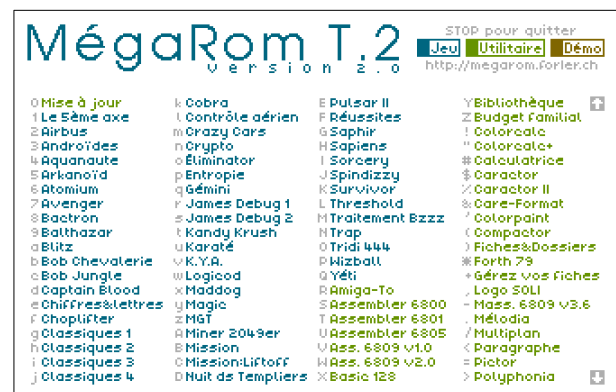 MégaRom T.2
version 2.0
STOP pour quitter
Jeu Utilitaire Démo
http://megarom.forler.ch
0 Mise à jour
1 Le 5ème axe
2 Airbus
3 Androïdes
4 Aquanaute
5 Arkanoïd
6 Atomium
7 Avenger
8 Bactron
9 Balthazar
a Blitz
b Bob Chevalerie
c Bob Jungle
d Captain Blood
e Chiffres&lettres
f Choplifter
g Classiques 1
h Classiques 2
i Classiques 3
j Classiques 4
k Cobra
l Contrôle aérien
m Crazy Cars
n Crypto
o Éliminator
p Entropie
q Gémini
r James Debug 1
s James Debug 2
t Kandy Krush
u Karaté
v K.Y.A.
w Logicod
x Maddog
y Magic
z MGT
A Miner 2049er
B Mission
C Mission:Liftoff
D Nuit ds Templiers
E Pulsar II
F Réussites
G Saphir
H Sapiens
I Sorcery
J Spindizzy
K Survivor
L Threshold
M Traitement Bzzz
N Trap
O Tridi 444
P Wizball
Q Yéti
R Amiga-To
S Assembler 6800
T Assembler 6801
U Assembler 6805
V Ass. 6809 v1.0
W Ass. 6809 v2.0
X Basic 128
Y Bibliothèque
Z Budget familial
! Colorcalc
" Colorcalc+
# Calculatrice
$ Caractor
% Caractor II
& Care-Format
' Colorpaint
( Compactor
) Fiches&Dossiers
* Forth 79
+ Gérez vos fiches
, Logo SOLI
- Mass. 6809 v3.6
. Mélodia
/ Multiplan
< Paragraphe
= Pictor
> Polyphonia